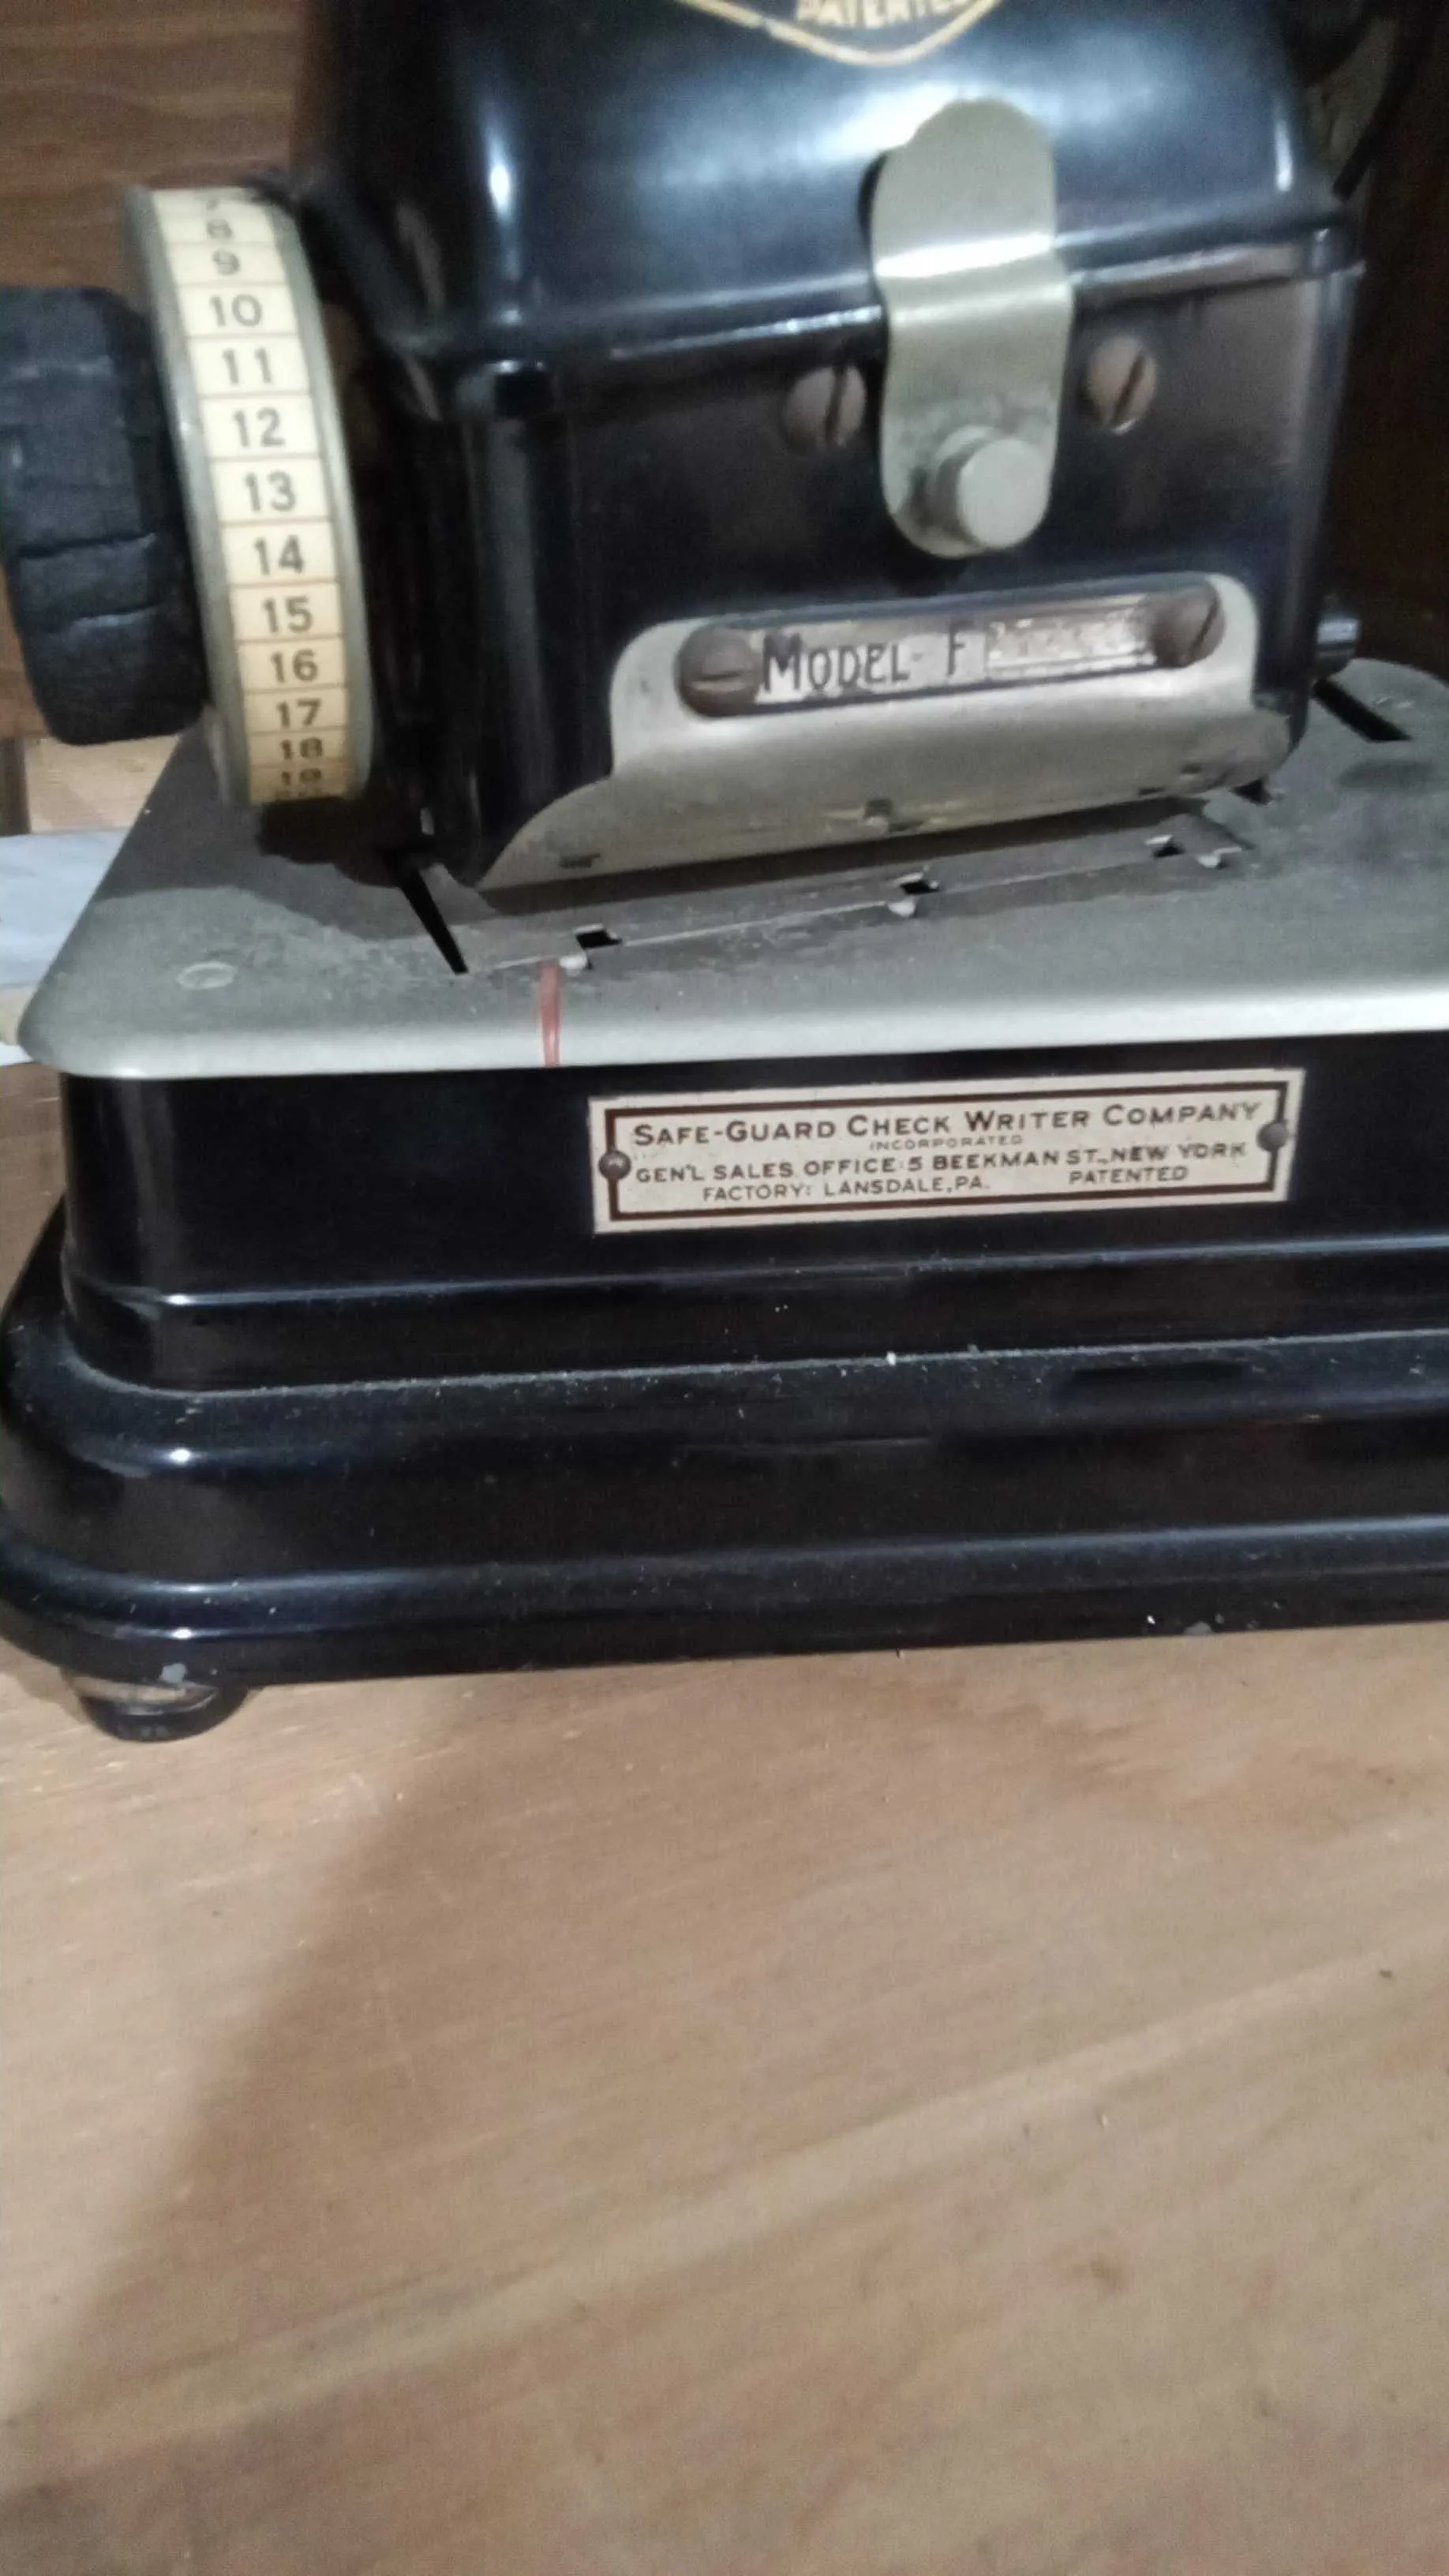 PATENTED
8
9
10
11
12
13
14
15
16
17
18
19
MODEL F
SAFE-GUARD CHECK WRITER COMPANY
INCORPORATED
GEN'L SALES OFFICE: 5 BEEKMAN ST., NEW YORK
FACTORY: LANSDALE, PA. PATENTED